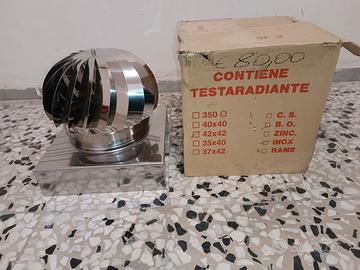 € 80,00
CONTIENE
TESTARADIANTE
350 Ø
C. S.
40x40
B. O.
42x42
ZINC.
35x40
INOX
37x42
RAME